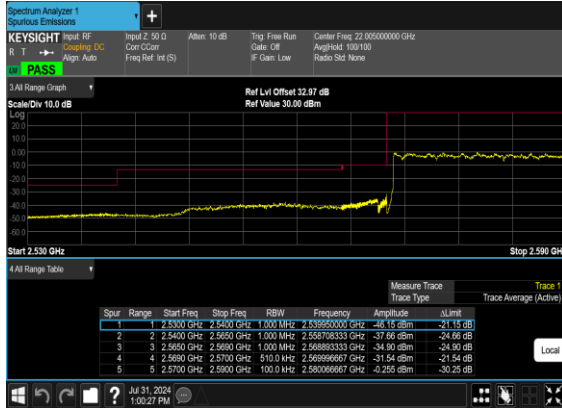 Spectrum Analyzer 1
Spurious Emissions
+
KEYSIGHT Input: RF Input Z: 50 Ω Atten: 10 dB Trig: Free Run Center Freq: 22.005000000 GHz
R T Coupling: DC Corr CCorr Gate: Off Avg|Hold: 100/100
Align: Auto Freq Ref: Int (S) IF Gain: Low Radio Std: None
PASS
3 All Range Graph
Ref Lvl Offset 32.97 dB
Scale/Div 10.0 dB Ref Value 30.00 dBm
Log
20.0
10.0
0.00
-10.0
-20.0
-30.0
-40.0
-50.0
-60.0
Start 2.530 GHz Stop 2.590 GHz
4 All Range Table
Measure Trace Trace 1
Trace Type Trace Average (Active)
Spur Range Start Freq Stop Freq RBW Frequency Amplitude ΔLimit
1 1 2.5300 GHz 2.5400 GHz 1.000 MHz 2.539950000 GHz -46.15 dBm -21.15 dB
2 2 2.5400 GHz 2.5650 GHz 1.000 MHz 2.558708333 GHz -37.66 dBm -24.66 dB
3 3 2.5650 GHz 2.5690 GHz 1.000 MHz 2.568893333 GHz -34.90 dBm -24.90 dB
4 4 2.5690 GHz 2.5700 GHz 510.0 kHz 2.569996667 GHz -31.54 dBm -21.54 dB
5 5 2.5700 GHz 2.5900 GHz 100.0 kHz 2.580066667 GHz -0.255 dBm -30.25 dB
Local
?
Jul 31, 2024
1:00:27 PM